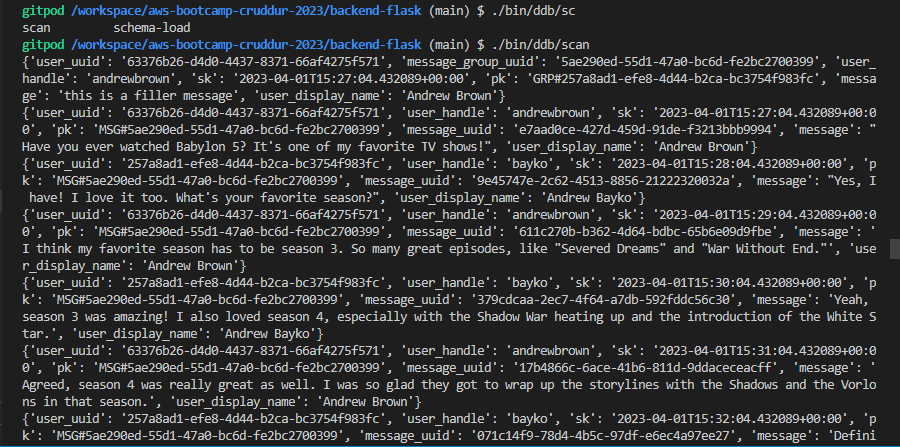 gitpod /workspace/aws-bootcamp-cruddur-2023/backend-flask (main) $ ./bin/ddb/sc
scan        schema-load
gitpod /workspace/aws-bootcamp-cruddur-2023/backend-flask (main) $ ./bin/ddb/scan
{'user_uuid': '63376b26-d4d0-4437-8371-66af4275f571', 'message_group_uuid': '5ae290ed-55d1-47a0-bc6d-fe2bc2700399', 'user_
handle': 'andrewbrown', 'sk': '2023-04-01T15:27:04.432089+00:00', 'pk': 'GRP#257a8ad1-efe8-4d44-b2ca-bc3754f983fc', 'messa
ge': 'this is a filler message', 'user_display_name': 'Andrew Brown'}
{'user_uuid': '63376b26-d4d0-4437-8371-66af4275f571', 'user_handle': 'andrewbrown', 'sk': '2023-04-01T15:27:04.432089+00:0
0', 'pk': 'MSG#5ae290ed-55d1-47a0-bc6d-fe2bc2700399', 'message_uuid': 'e7aad0ce-427d-459d-91de-f3213bbb9994', 'message': "
Have you ever watched Babylon 5? It's one of my favorite TV shows!", 'user_display_name': 'Andrew Brown'}
{'user_uuid': '257a8ad1-efe8-4d44-b2ca-bc3754f983fc', 'user_handle': 'bayko', 'sk': '2023-04-01T15:28:04.432089+00:00', 'p
k': 'MSG#5ae290ed-55d1-47a0-bc6d-fe2bc2700399', 'message_uuid': '9e45747e-2c62-4513-8856-21222320032a', 'message': "Yes, I
 have! I love it too. What's your favorite season?", 'user_display_name': 'Andrew Bayko'}
{'user_uuid': '63376b26-d4d0-4437-8371-66af4275f571', 'user_handle': 'andrewbrown', 'sk': '2023-04-01T15:29:04.432089+00:0
0', 'pk': 'MSG#5ae290ed-55d1-47a0-bc6d-fe2bc2700399', 'message_uuid': '611c270b-b362-4d64-bdbc-65b6e09d9fbe', 'message': '
I think my favorite season has to be season 3. So many great episodes, like "Severed Dreams" and "War Without End."', 'use
r_display_name': 'Andrew Brown'}
{'user_uuid': '257a8ad1-efe8-4d44-b2ca-bc3754f983fc', 'user_handle': 'bayko', 'sk': '2023-04-01T15:30:04.432089+00:00', 'p
k': 'MSG#5ae290ed-55d1-47a0-bc6d-fe2bc2700399', 'message_uuid': '379cdcaa-2ec7-4f64-a7db-592fddc56c30', 'message': 'Yeah, 
season 3 was amazing! I also loved season 4, especially with the Shadow War heating up and the introduction of the White S
tar.', 'user_display_name': 'Andrew Bayko'}
{'user_uuid': '63376b26-d4d0-4437-8371-66af4275f571', 'user_handle': 'andrewbrown', 'sk': '2023-04-01T15:31:04.432089+00:0
0', 'pk': 'MSG#5ae290ed-55d1-47a0-bc6d-fe2bc2700399', 'message_uuid': '17b4866c-6ace-41b6-811d-9ddaceceacff', 'message': '
Agreed, season 4 was really great as well. I was so glad they got to wrap up the storylines with the Shadows and the Vorlo
ns in that season.', 'user_display_name': 'Andrew Brown'}
{'user_uuid': '257a8ad1-efe8-4d44-b2ca-bc3754f983fc', 'user_handle': 'bayko', 'sk': '2023-04-01T15:32:04.432089+00:00', 'p
k': 'MSG#5ae290ed-55d1-47a0-bc6d-fe2bc2700399', 'message_uuid': '071c14f9-78d4-4b5c-97df-e6ec4a97ee27', 'message': 'Defini